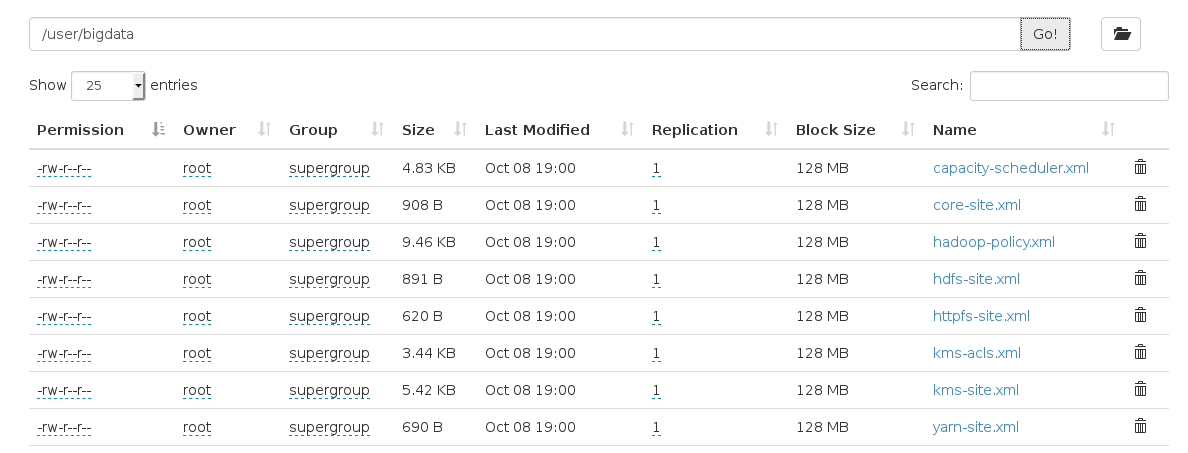 /user/bigdata Go!
Show 25 entries Search:
Permission Owner Group Size Last Modified Replication Block Size Name
-rw-r--r-- root supergroup 4.83 KB Oct 08 19:00 1 128 MB capacity-scheduler.xml
-rw-r--r-- root supergroup 908 B Oct 08 19:00 1 128 MB core-site.xml
-rw-r--r-- root supergroup 9.46 KB Oct 08 19:00 1 128 MB hadoop-policy.xml
-rw-r--r-- root supergroup 891 B Oct 08 19:00 1 128 MB hdfs-site.xml
-rw-r--r-- root supergroup 620 B Oct 08 19:00 1 128 MB httpfs-site.xml
-rw-r--r-- root supergroup 3.44 KB Oct 08 19:00 1 128 MB kms-acls.xml
-rw-r--r-- root supergroup 5.42 KB Oct 08 19:00 1 128 MB kms-site.xml
-rw-r--r-- root supergroup 690 B Oct 08 19:00 1 128 MB yarn-site.xml